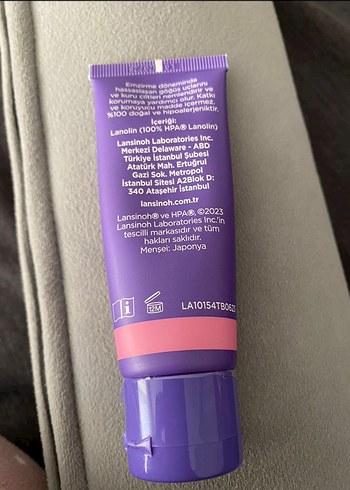 Emzirme döneminde
hassaslaşan göğüs uçlarını
ve kuru ciltleri nemlendirir ve
korumaya yardımcı olur. Katkı
ve koruyucu madde içermez,
%100 doğal ve hipoalerjeniktir.
İçeriği:
Lanolin (100% HPA® Lanolin)
Lansinoh Laboratories Inc.
Merkezi Delaware - ABD
Türkiye İstanbul Şubesi
Atatürk Mah. Ertuğrul
Gazi Sok. Metropol
İstanbul Sitesi A2Blok D:
340 Ataşehir İstanbul
lansinoh.com.tr
Lansinoh® ve HPA®, ©2023
Lansinoh Laboratories Inc.'in
tescilli markasıdır ve tüm
hakları saklıdır.
Menşei: Japonya
12M
LA10154TB0623